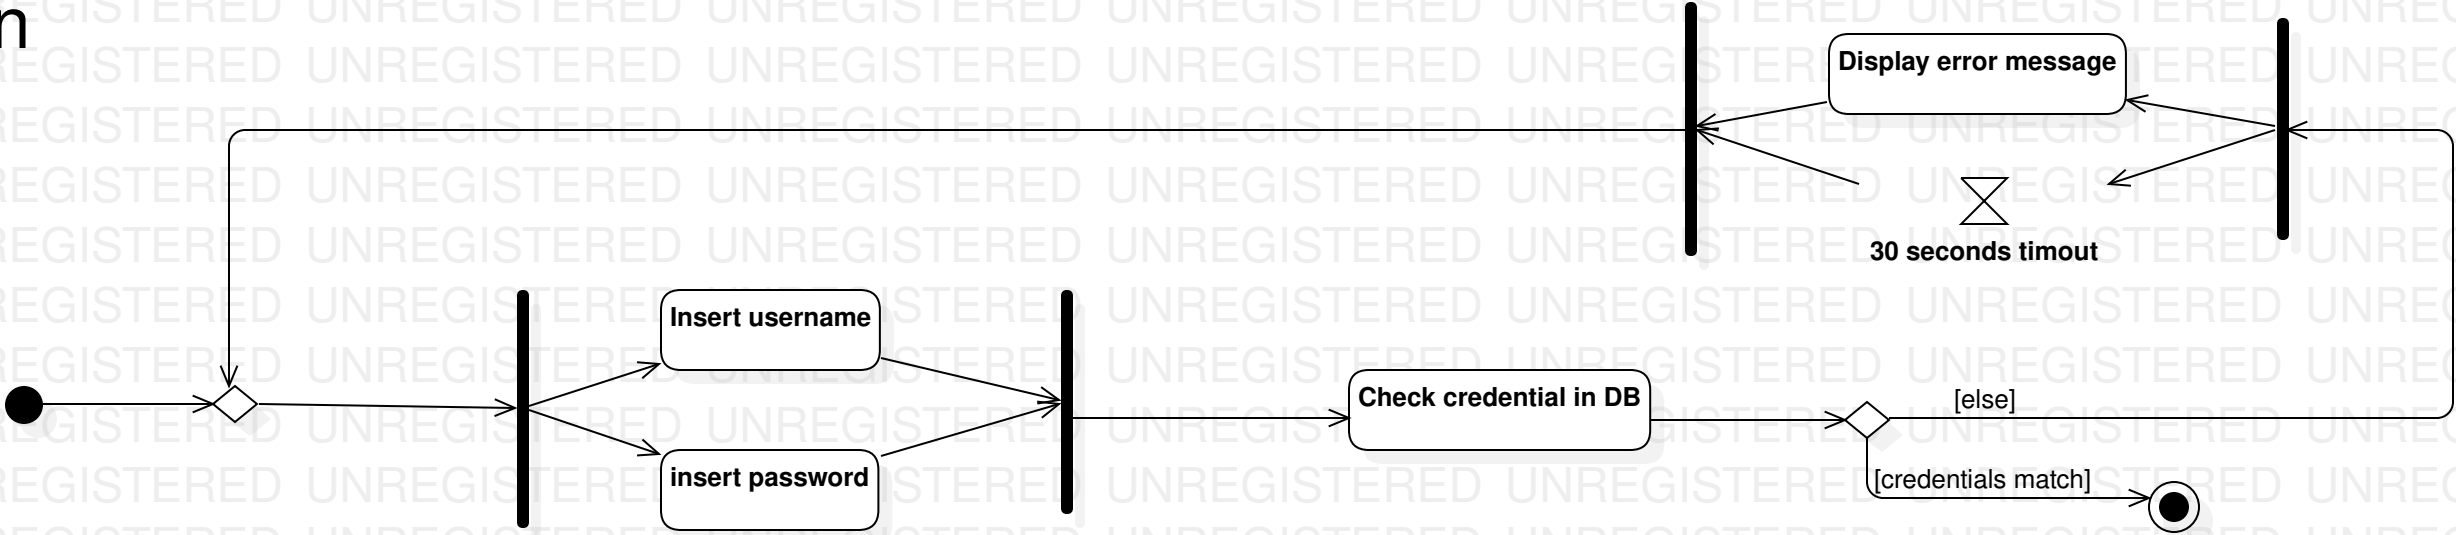 n
Display error message
30 seconds timout
Insert username
insert password
Check credential in DB
[else]
[credentials match]
UNREGISTERED